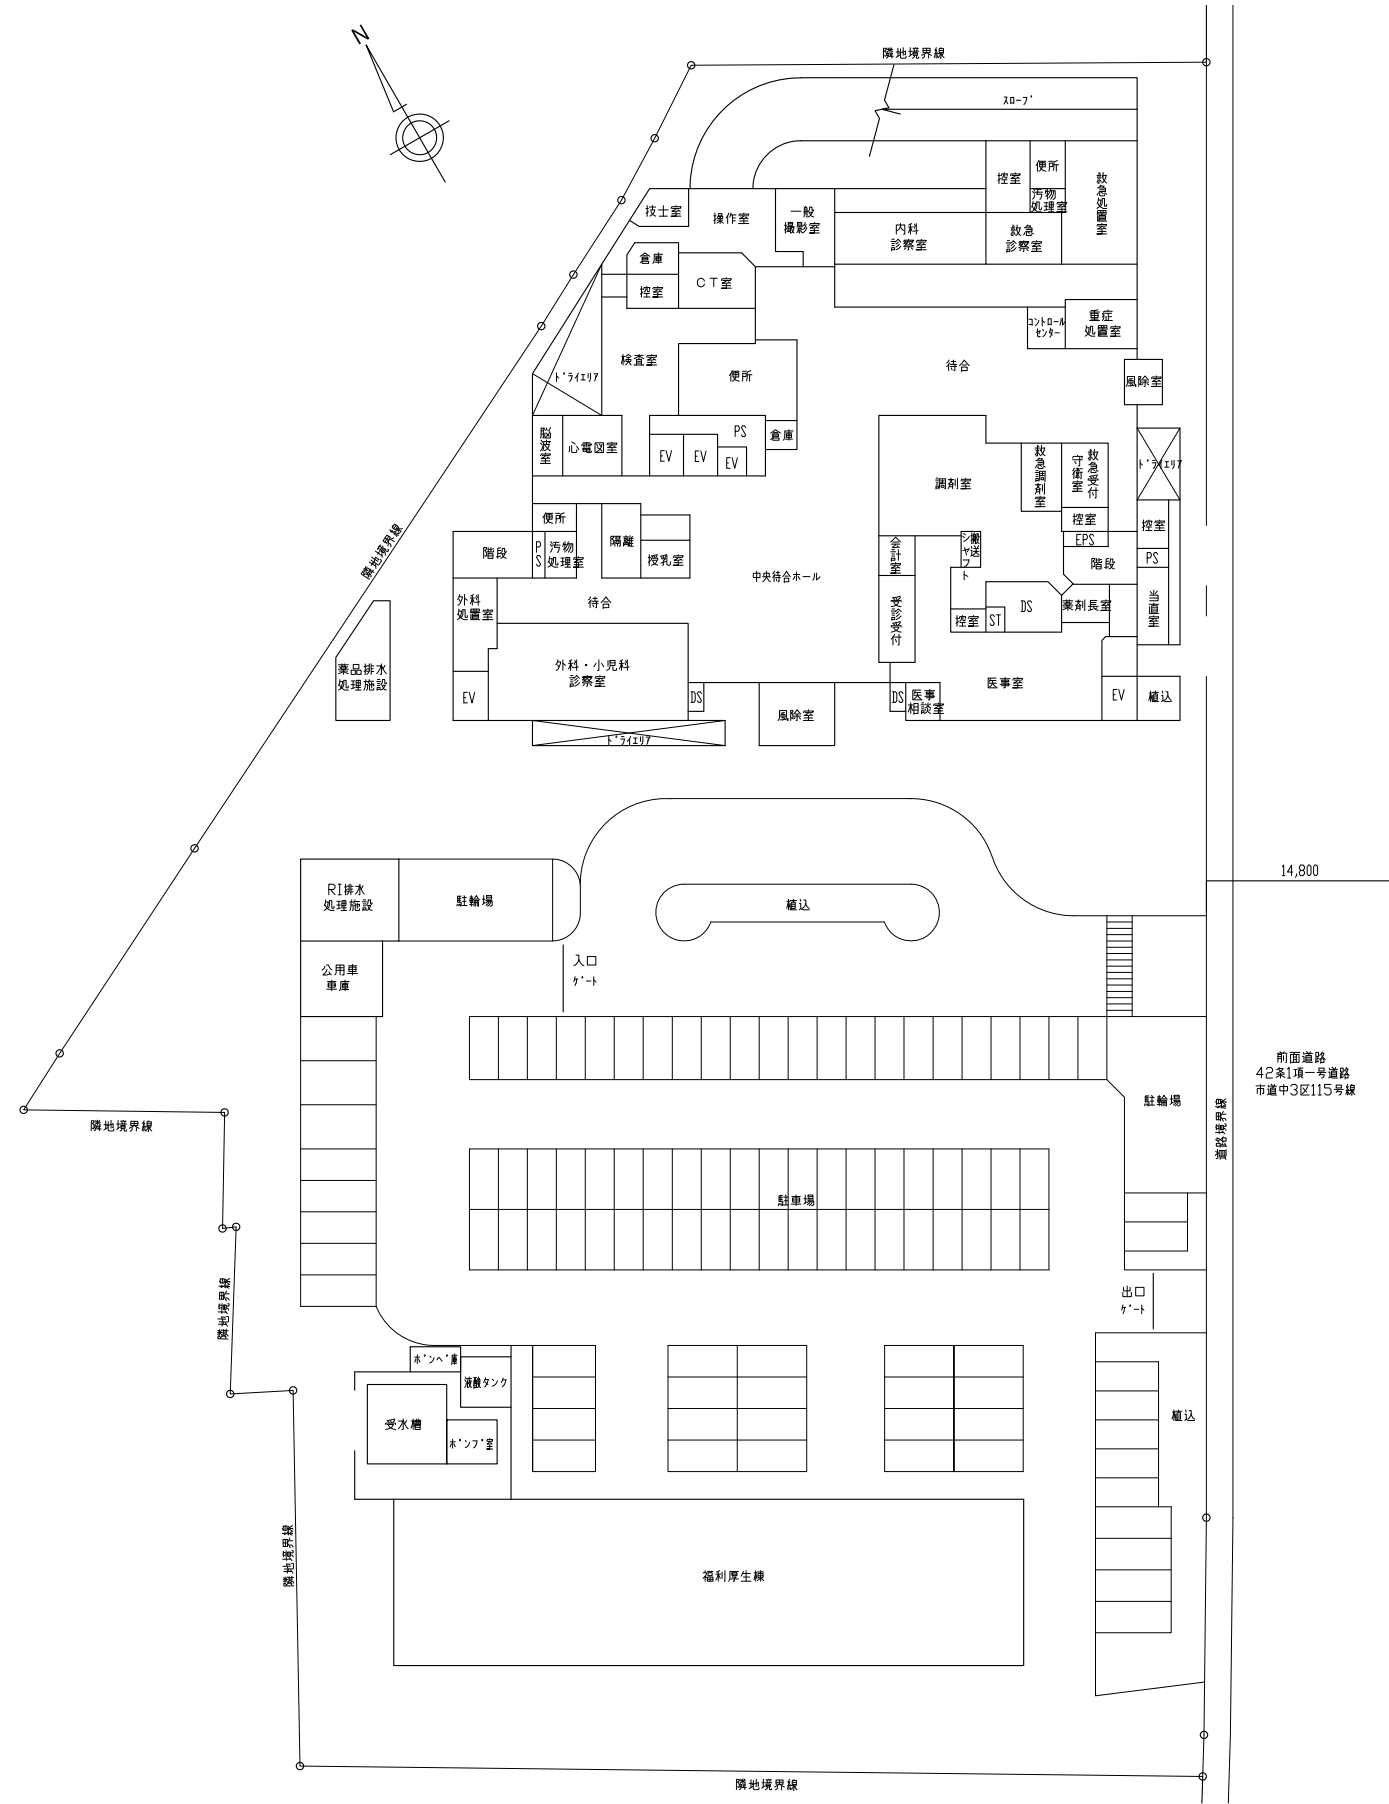 N
隣地境界線
スロープ
控室
便所
汚物
処理室
救急処置室
技士室
操作室
一般
撮影室
内科
診察室
救急
診察室
倉庫
控室
CT室
コントロール
センター
重症
処置室
検査室
便所
待合
風除室
ドライエリア
脳波室
心電図室
PS
倉庫
EV
EV
EV
調剤室
救急調剤室
救急受付
守衛室
ドライエリア
控室
控室
EPS
PS
便所
PS
汚物
処理室
隔離
授乳室
階段
会計室
搬送
シャフト
階段
中央待合ホール
外科
処置室
待合
受診受付
控室
ST
DS
薬剤長室
当直室
薬品排水
処理施設
外科・小児科
診察室
EV
DS
風除室
DS
医事
相談室
医事室
EV
植込
ドライエリア
隣地境界線
RI排水
処理施設
駐輪場
植込
14,800
公用車
車庫
入口
ゲート
前面道路
42条1項一号道路
市道中3区115号線
駐輪場
道路境界線
隣地境界線
駐車場
隣地境界線
出口
ゲート
ボンベ庫
液酸タンク
受水槽
ポンプ室
植込
隣地境界線
福利厚生棟
隣地境界線